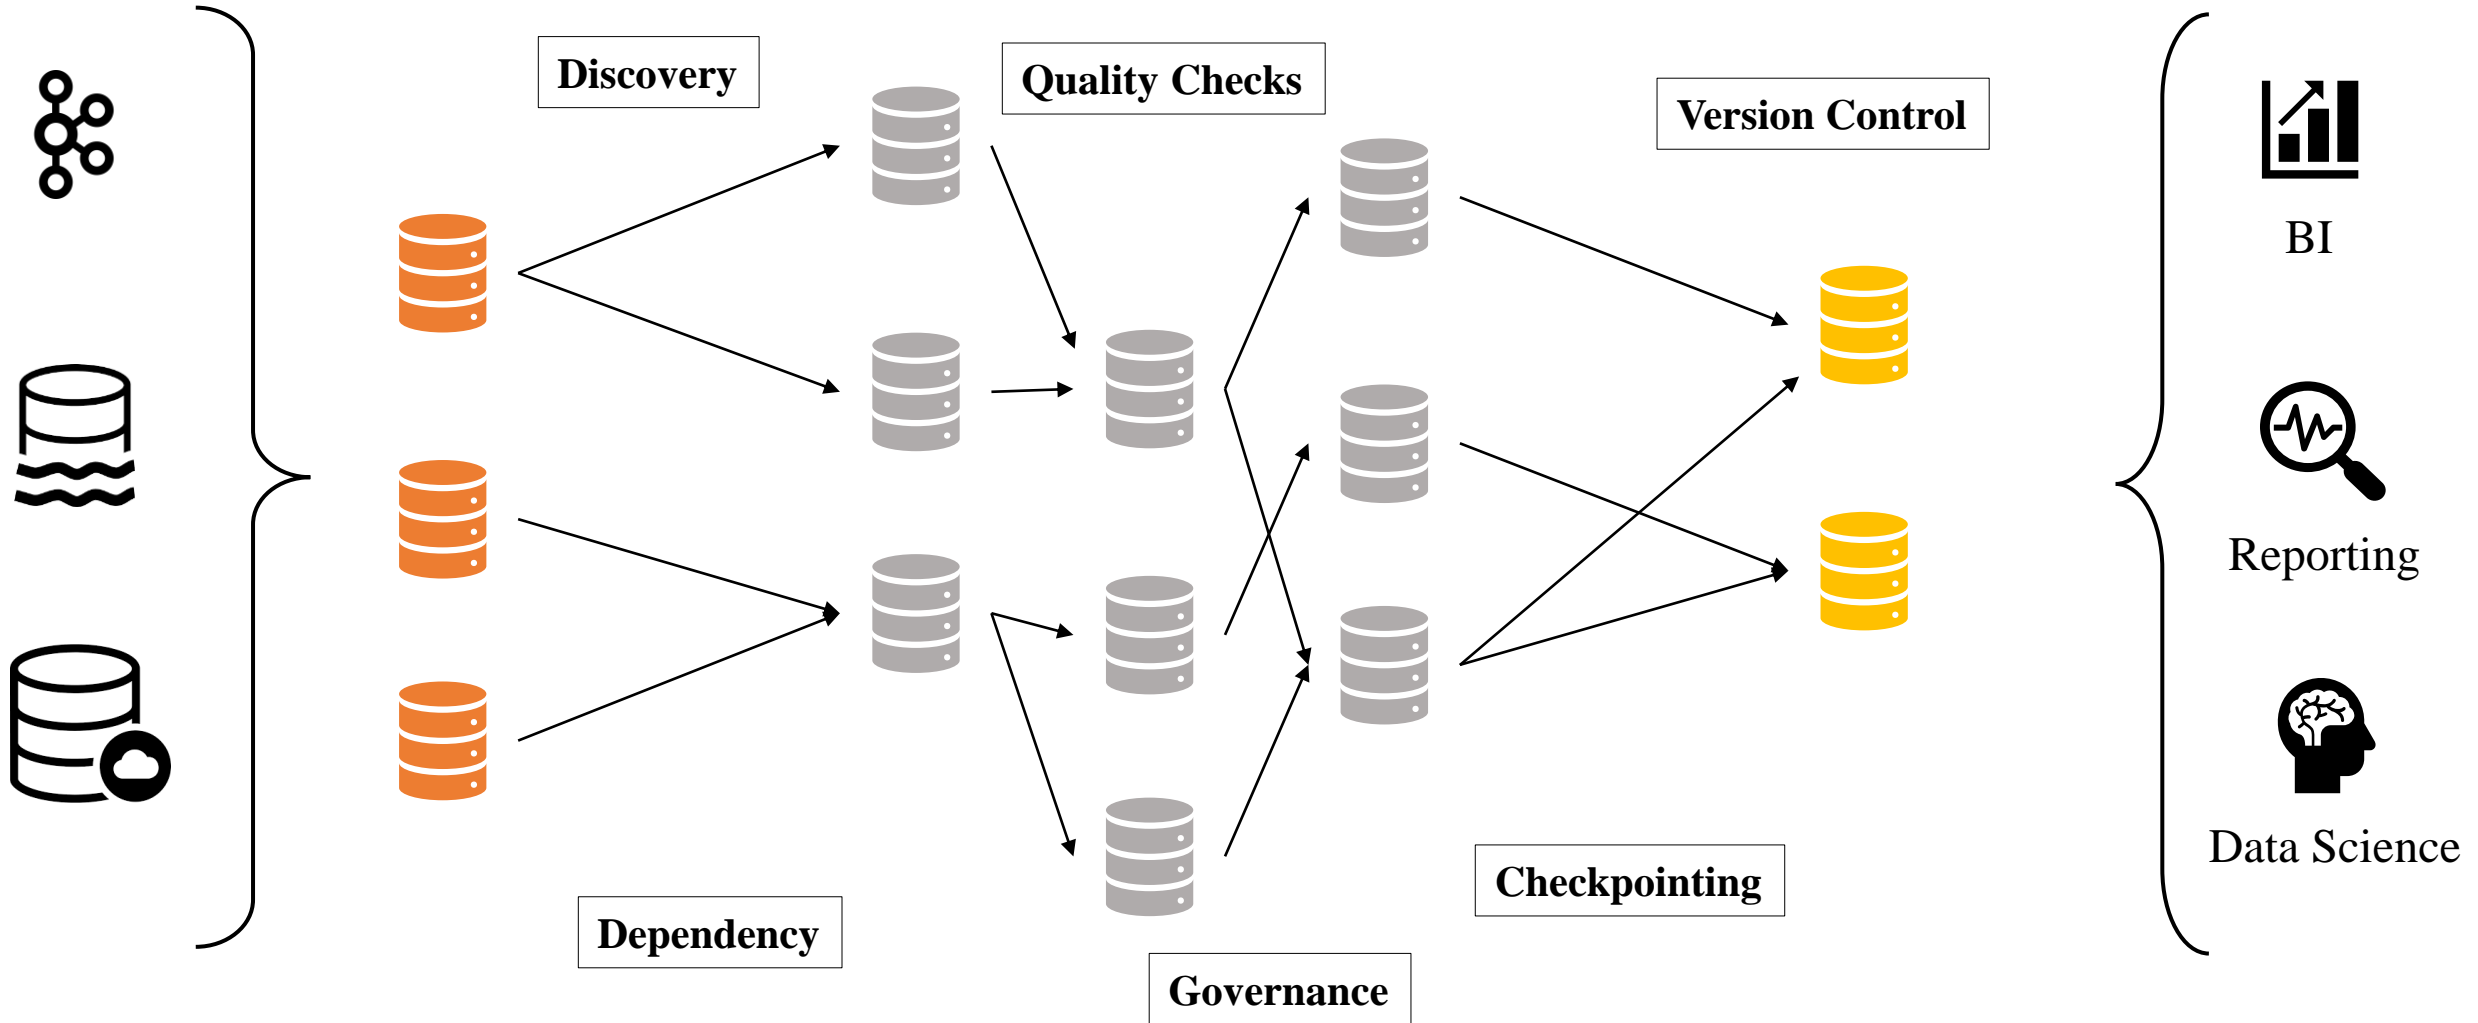 Discovery
Quality Checks
Version Control
BI
Reporting
Data Science
Checkpointing
Dependency
Governance